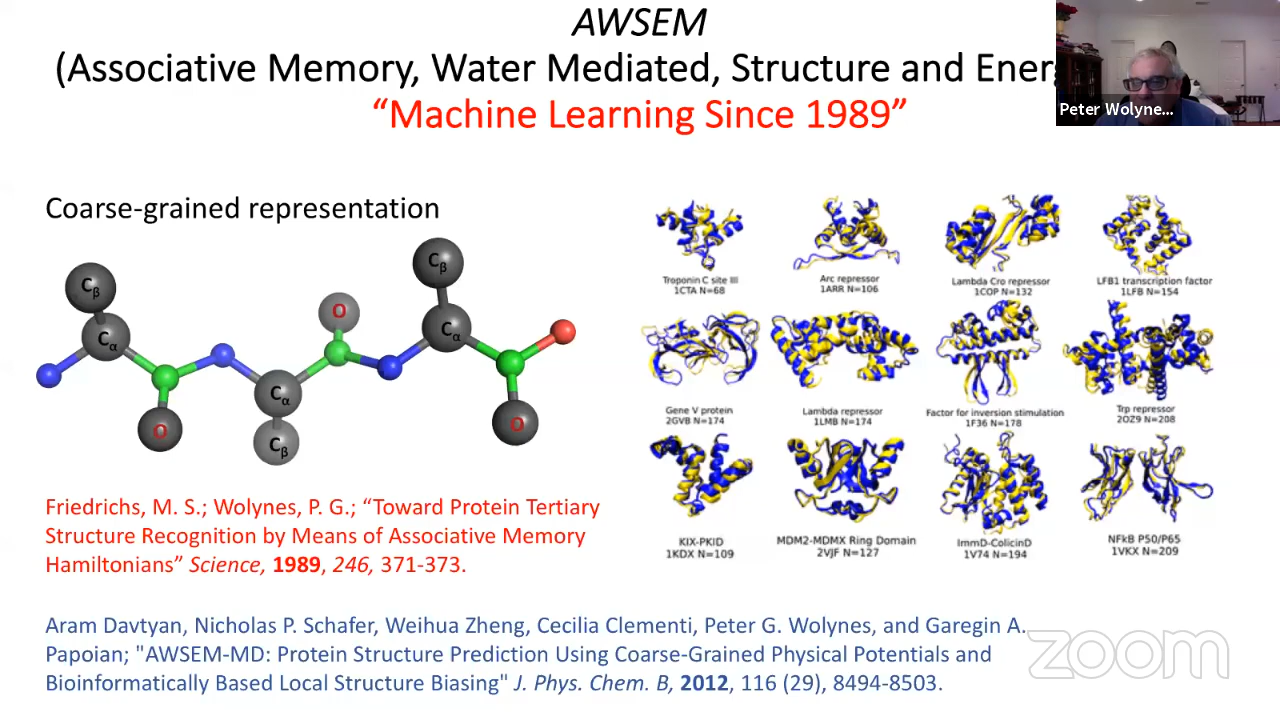 AWSEM
(Associative Memory, Water Mediated, Structure and Energ
“Machine Learning Since 1989”
Peter Wolyne...
Coarse-grained representation
Cβ
Cα
O
Cα
Cβ
O
Cβ
Cα
O
Troponin C site III
1CTA N=68
Arc repressor
1ARR N=106
Lambda Cro repressor
1COP N=132
LFB1 transcription factor
1LFB N=154
Gene V protein
2GVB N=174
Lambda repressor
1LMB N=174
Factor for inversion stimulation
1F36 N=178
Trp repressor
2OZ9 N=208
KIX-PKID
1KDX N=109
MDM2-MDMX Ring Domain
2VJF N=127
ImmD-ColicinD
1V74 N=194
NFkB P50/P65
1VKX N=209
Friedrichs, M. S.; Wolynes, P. G.; “Toward Protein Tertiary
Structure Recognition by Means of Associative Memory
Hamiltonians” Science, 1989, 246, 371-373.
Aram Davtyan, Nicholas P. Schafer, Weihua Zheng, Cecilia Clementi, Peter G. Wolynes, and Garegin A.
Papoian; "AWSEM-MD: Protein Structure Prediction Using Coarse-Grained Physical Potentials and
Bioinformatically Based Local Structure Biasing" J. Phys. Chem. B, 2012, 116 (29), 8494-8503.
zoom